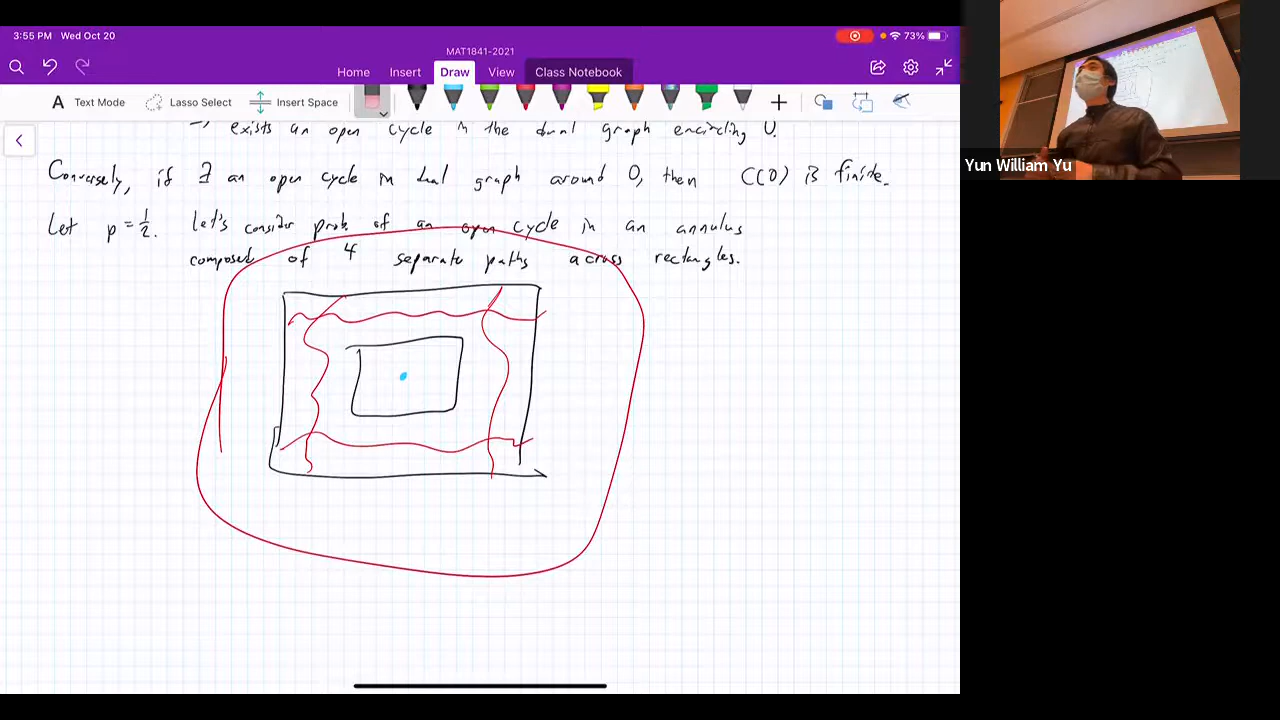 3:55 PM Wed Oct 20
73%
MAT1841-2021
Home Insert Draw View Class Notebook
Text Mode Lasso Select Insert Space
exists an open cycle in the dual graph encircling 0.
Conversely, if ∃ an open cycle in dual graph around 0, then C(0) is finite.
Let p = 1/2. Let's consider prob. of an open cycle in an annulus
composed of 4 separate paths across rectangles.
Yun William Yu